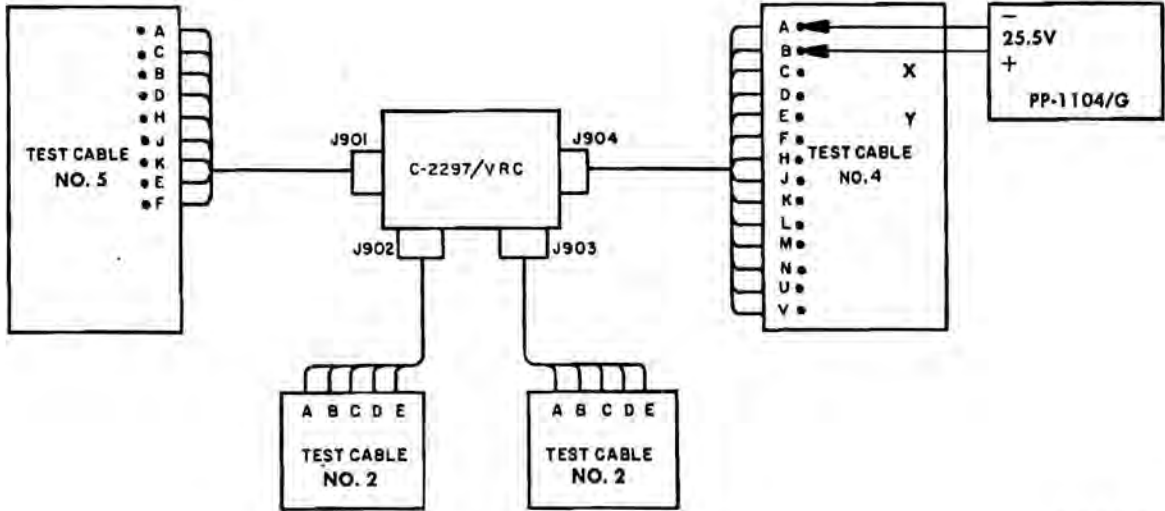 A
C
B
D
H
J
K
E
F
TEST CABLE
NO. 5
J901
C-2297/VRC
J904
J902
J903
A B C D E
TEST CABLE
NO. 2
A B C D E
TEST CABLE
NO. 2
A
B
C
D
E
F
H
J
K
L
M
N
U
V
X
Y
TEST CABLE
NO. 4
−
25.5V
+
PP-1104/G